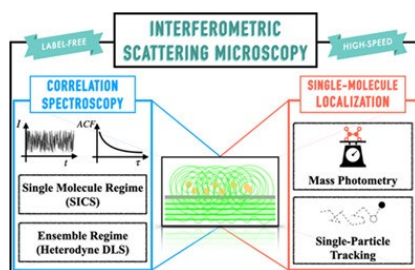 LABEL-FREE
INTERFEROMETRIC
SCATTERING MICROSCOPY
HIGH-SPEED
CORRELATION
SPECTROSCOPY
I
t
ACF
τ
Single Molecule Regime
(SICS)
Ensemble Regime
(Heterodyne DLS)
SINGLE-MOLECULE
LOCALIZATION
Mass Photometry
Single-Particle
Tracking